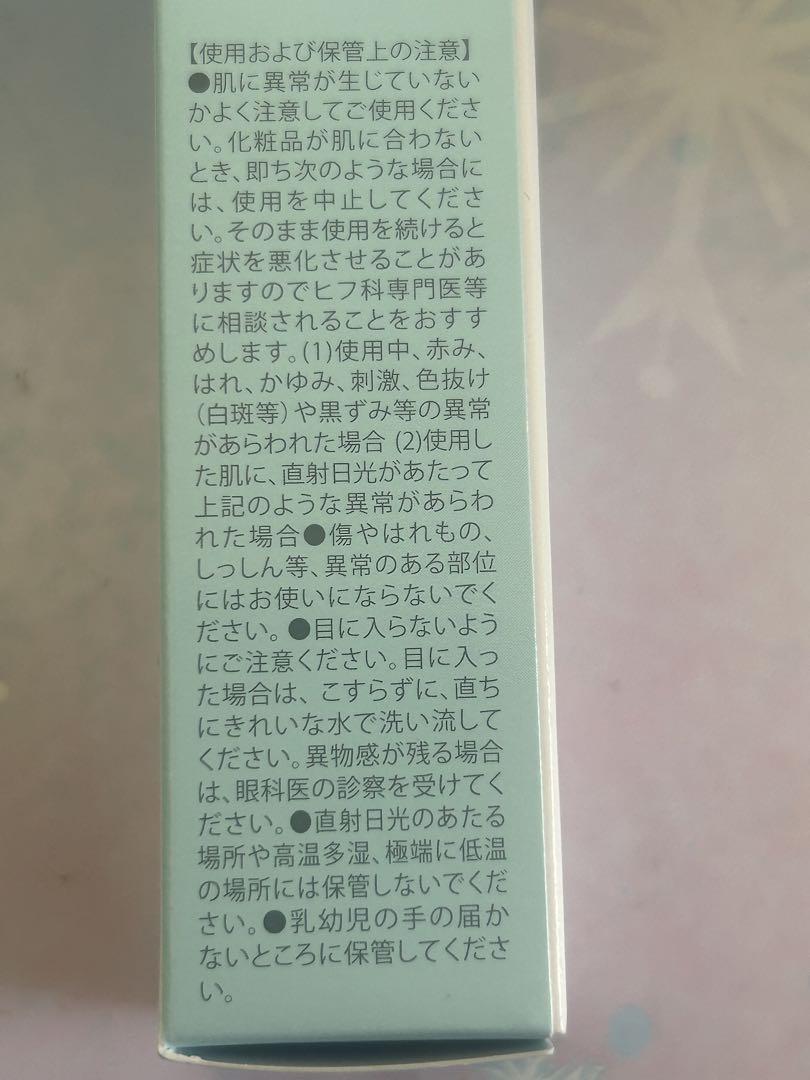 【使用および保管上の注意】
●肌に異常が生じていない
かよく注意してご使用くださ
い。化粧品が肌に合わない
とき、即ち次のような場合に
は、使用を中止してくださ
い。そのまま使用を続けると
症状を悪化させることがあ
りますのでヒフ科専門医等
に相談されることをおすす
めします。(1)使用中、赤み、
はれ、かゆみ、刺激、色抜け
（白斑等）や黒ずみ等の異常
があらわれた場合 (2)使用し
た肌に、直射日光があたって
上記のような異常があらわ
れた場合●傷やはれもの、
しっしん等、異常のある部位
にはお使いにならないでく
ださい。●目に入らないよう
にご注意ください。目に入っ
た場合は、こすらずに、直ち
にきれいな水で洗い流して
ください。異物感が残る場合
は、眼科医の診察を受けてく
ださい。●直射日光のあたる
場所や高温多湿、極端に低温
の場所には保管しないでくだ
さい。●乳幼児の手の届か
ないところに保管してくださ
い。